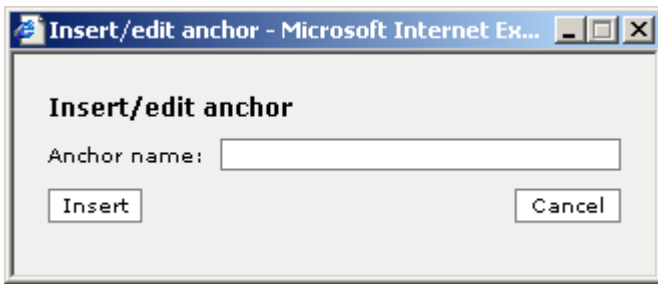 Insert/edit anchor - Microsoft Internet Ex...
Insert/edit anchor
Anchor name:
Insert Cancel